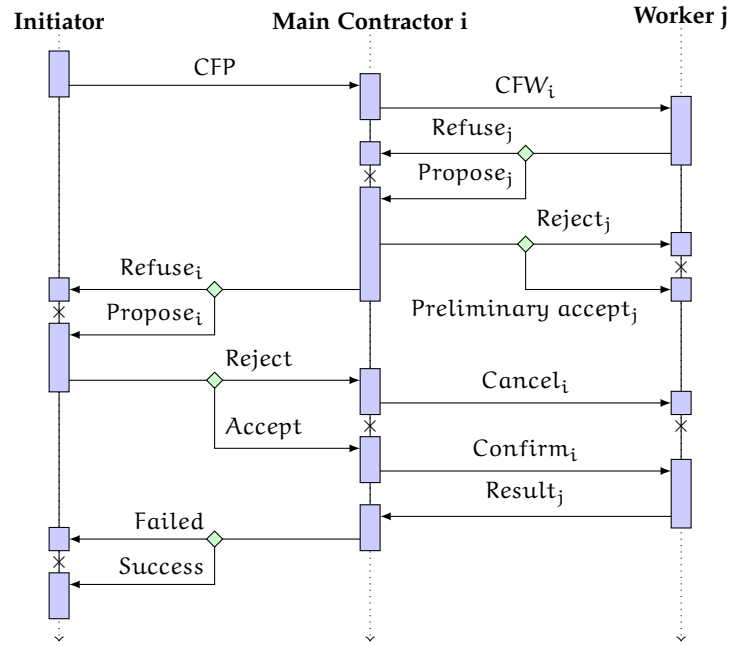 Initiator
Main Contractor i
Worker j
CFP
CFWᵢ
Refuseⱼ
Proposeⱼ
Rejectⱼ
Refuseᵢ
Preliminary acceptⱼ
Proposeᵢ
Reject
Cancelᵢ
Accept
Confirmᵢ
Resultⱼ
Failed
Success